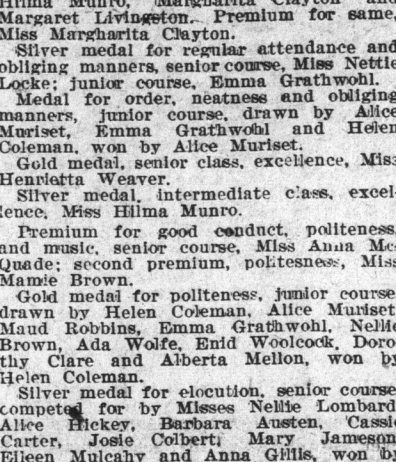 Hilma Munro, Margharita Clayton and
Margaret Livingston. Premium for same,
Miss Margharita Clayton.
Silver medal for regular attendance and
obliging manners, senior course, Miss Nettie
Locke; junior course, Emma Grathwohl.
Medal for order, neatness and obliging
manners, junior course, drawn by Alice
Muriset, Emma Grathwohl and Helen
Coleman, won by Alice Muriset.
Gold medal, senior class, excellence, Miss
Henrietta Weaver.
Silver medal, intermediate class, excel-
lence, Miss Hilma Munro.
Premium for good conduct, politeness
and music, senior course, Miss Anna Mc-
Quade; second premium, politesness, Miss
Mamie Brown.
Gold medal for politeness, junior course
drawn by Helen Coleman, Alice Muriset
Maud Robbins, Emma Grathwohl, Nellie
Brown, Ada Wolfe, Enid Woolcock, Doro-
thy Clare and Alberta Mellon, won by
Helen Coleman.
Silver medal for elocution, senior course
competed for by Misses Nellie Lombard
Alice Hickey, Barbara Austen, Cassie
Carter, Josie Colbert, Mary Jameson
Eileen Mulcahy and Anna Gillis, won by